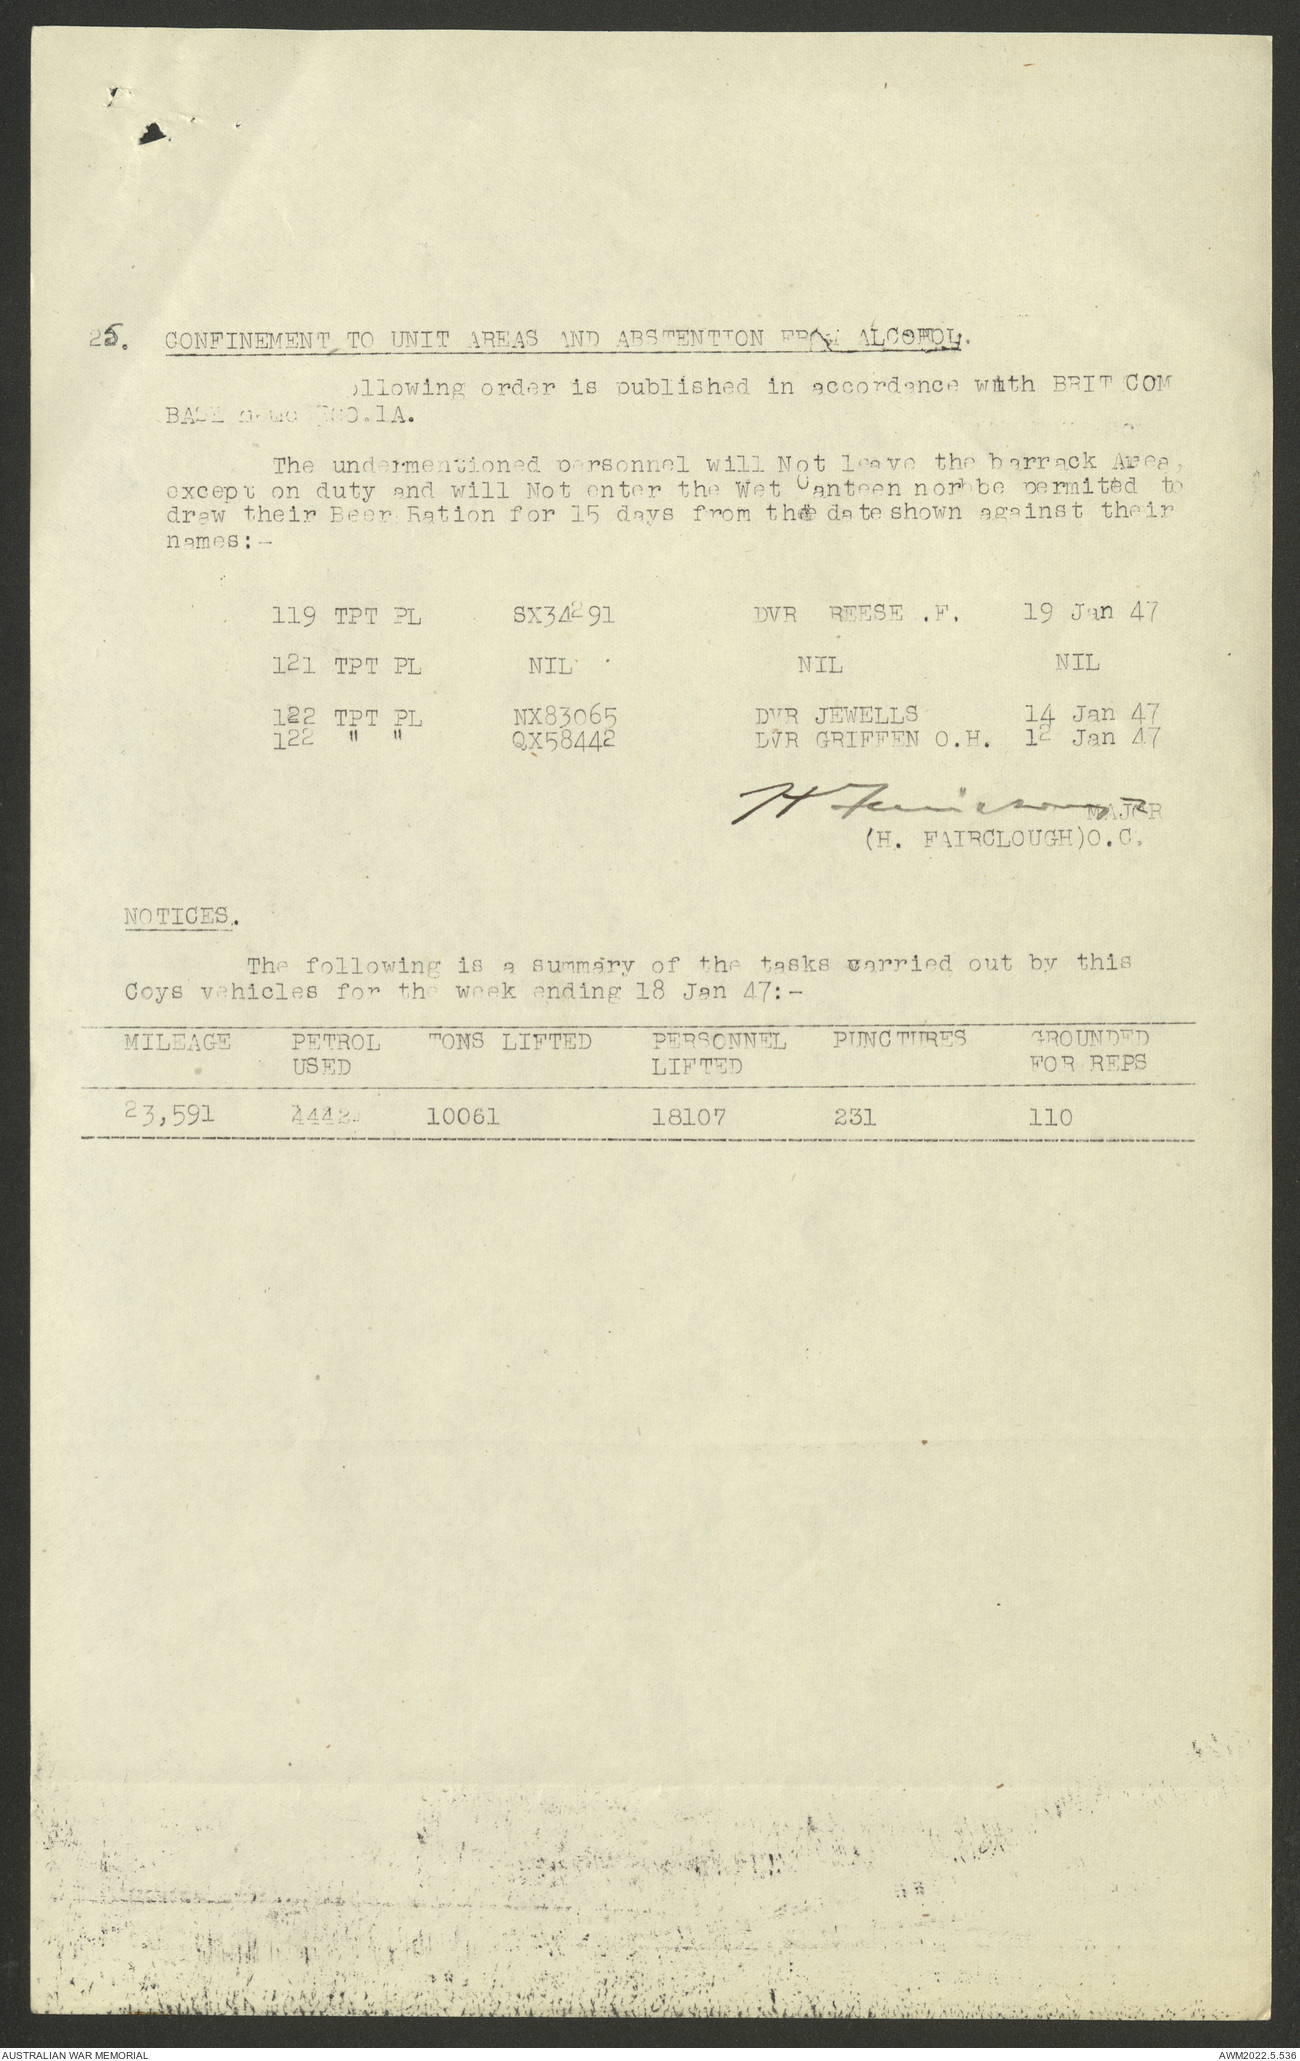 25. CONFINEMENT TO UNIT AREAS AND ABSTENTION FROM ALCOHOL.
ollowing order is published in accordance with BRIT COM
BASE 1A.
The undermentioned personnel will Not leave the barrack Area,
except on duty and will Not enter the Wet Canteen nor be permited to
draw their Beer Ration for 15 days from the date shown against their
names:-
119 TPT PL SX34291 DVR REESE .F. 19 Jan 47
121 TPT PL NIL NIL NIL
122 TPT PL NX83065 DVR JEWELLS 14 Jan 47
122 " " QX58442 DVR GRIFFEN O.H. 12 Jan 47
H Fairclough MAJOR
(H. FAIRCLOUGH)O.C.
NOTICES.
The following is a summary of the tasks carried out by this
Coys vehicles for the week ending 18 Jan 47:-
MILEAGE PETROL TONS LIFTED PERSONNEL PUNCTURES GROUNDED
USED LIFTED FOR REPS
23,591 4442 10061 18107 231 110
AUSTRALIAN WAR MEMORIAL AWM2022.5.536